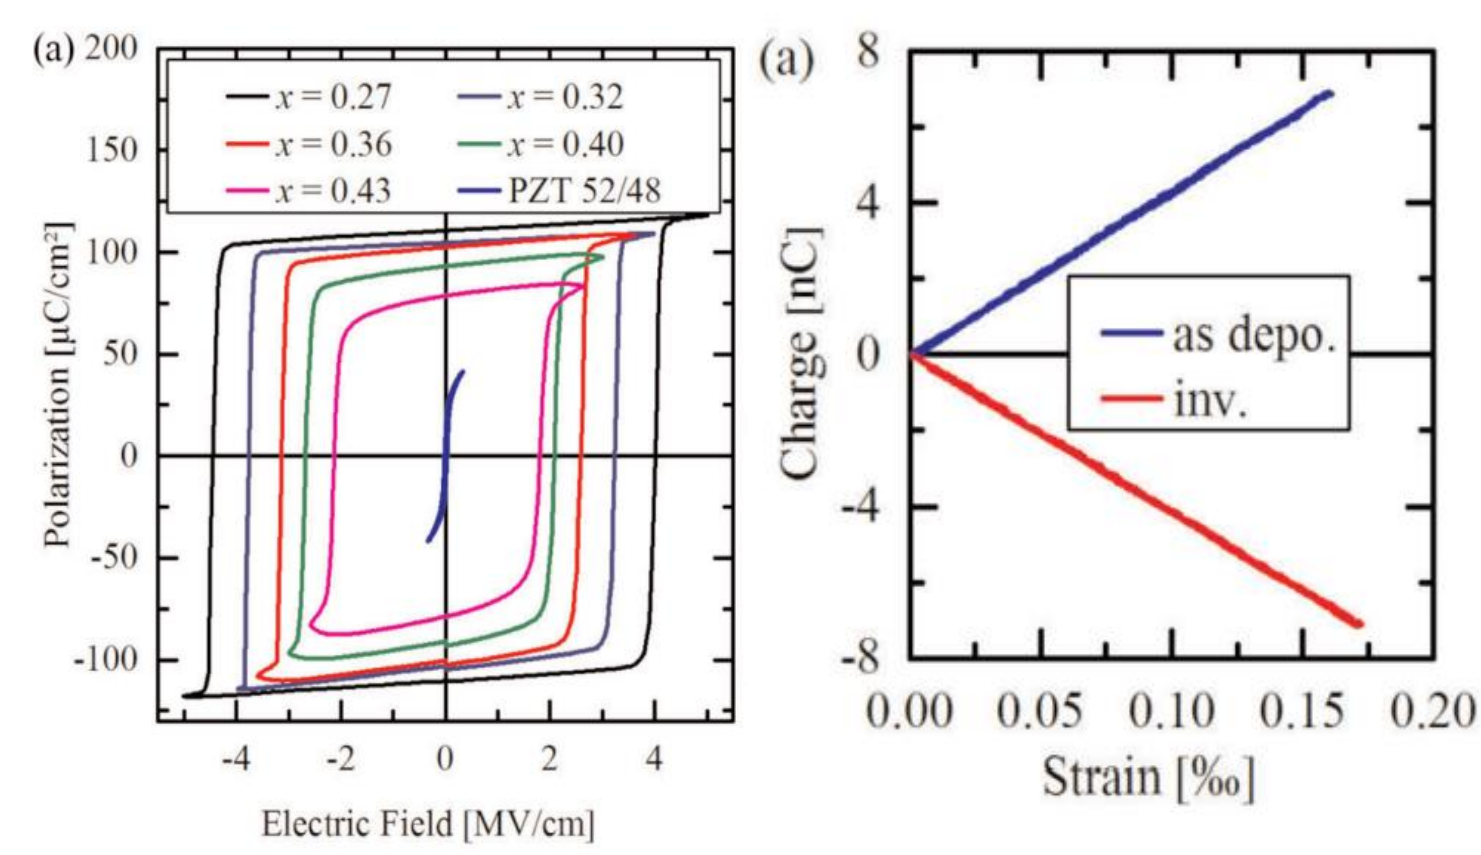 (a)
200
150
100
50
0
-50
-100
Polarization [μC/cm²]
x = 0.27
x = 0.32
x = 0.36
x = 0.40
x = 0.43
PZT 52/48
-4 -2 0 2 4
Electric Field [MV/cm]
(a)
8
4
0
-4
-8
Charge [nC]
as depo.
inv.
0.00 0.05 0.10 0.15 0.20
Strain [‰]